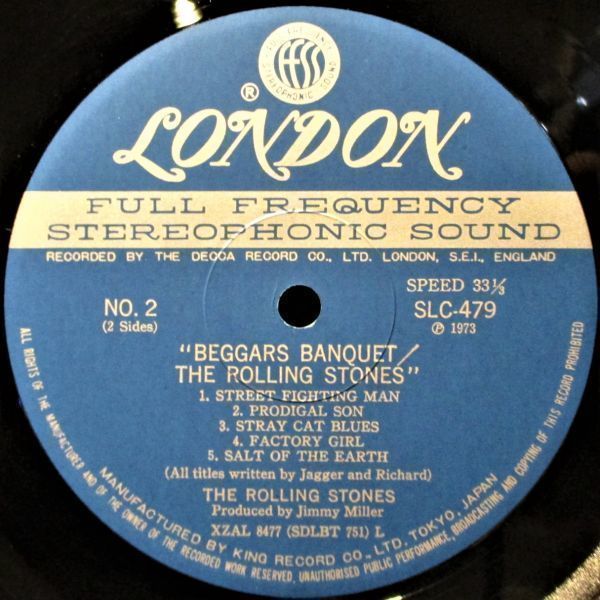 FULL FREQUENCY STEREOPHONIC SOUND
ffss
® LONDON
FULL FREQUENCY
STEREOPHONIC SOUND
RECORDED BY THE DECCA RECORD CO., LTD. LONDON, S.E.I., ENGLAND
SPEED 33⅓
NO. 2
SLC-479
(2 Sides)
Ⓟ 1973
"BEGGARS BANQUET/
THE ROLLING STONES"
1. STREET FIGHTING MAN
2. PRODIGAL SON
3. STRAY CAT BLUES
4. FACTORY GIRL
5. SALT OF THE EARTH
(All titles written by Jagger and Richard)
THE ROLLING STONES
Produced by Jimmy Miller
XZAL 8477 (SDLBT 751) L
MANUFACTURED BY KING RECORD CO., LTD. TOKYO, JAPAN
ALL RIGHTS OF THE MANUFACTURER AND OF THE OWNER OF THE RECORDED WORK RESERVED, UNAUTHORISED PUBLIC PERFORMANCE, BROADCASTING AND COPYING OF THIS RECORD PROHIBITED